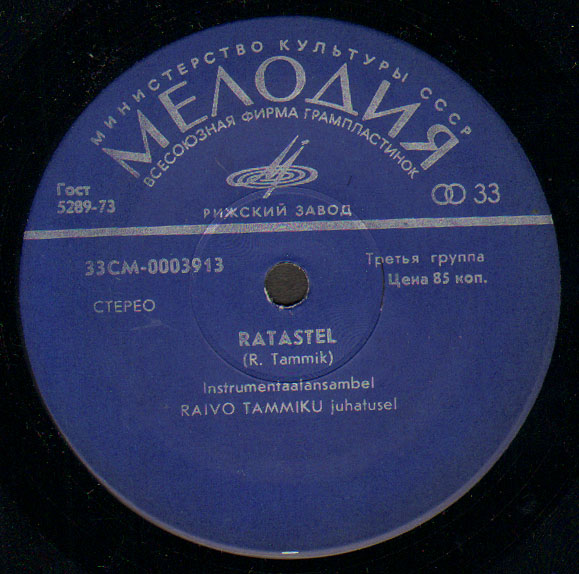 МИНИСТЕРСТВО КУЛЬТУРЫ СССР
МЕЛОДИЯ
ВСЕСОЮЗНАЯ ФИРМА ГРАМПЛАСТИНОК
Гост
5289-73
33
РИЖСКИЙ ЗАВОД
33СМ-0003913
Третья группа
Цена 85 коп.
СТЕРЕО
RATASTEL
(R. Tammik)
Instrumentaalansambel
RAIVO TAMMIKU juhatusel